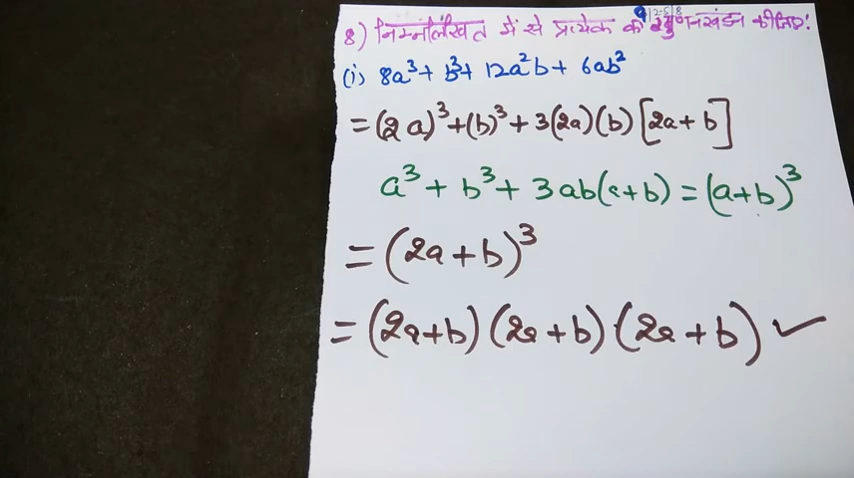 8) निम्नलिखित में से प्रत्येक का गुणनखंडन कीजिए!
(i) 8a³ + b³ + 12a²b + 6ab²
= (2a)³ + (b)³ + 3(2a)(b)[2a + b]
a³ + b³ + 3ab(a+b) = (a+b)³
= (2a + b)³
= (2a+b)(2a+b)(2a+b) ✓